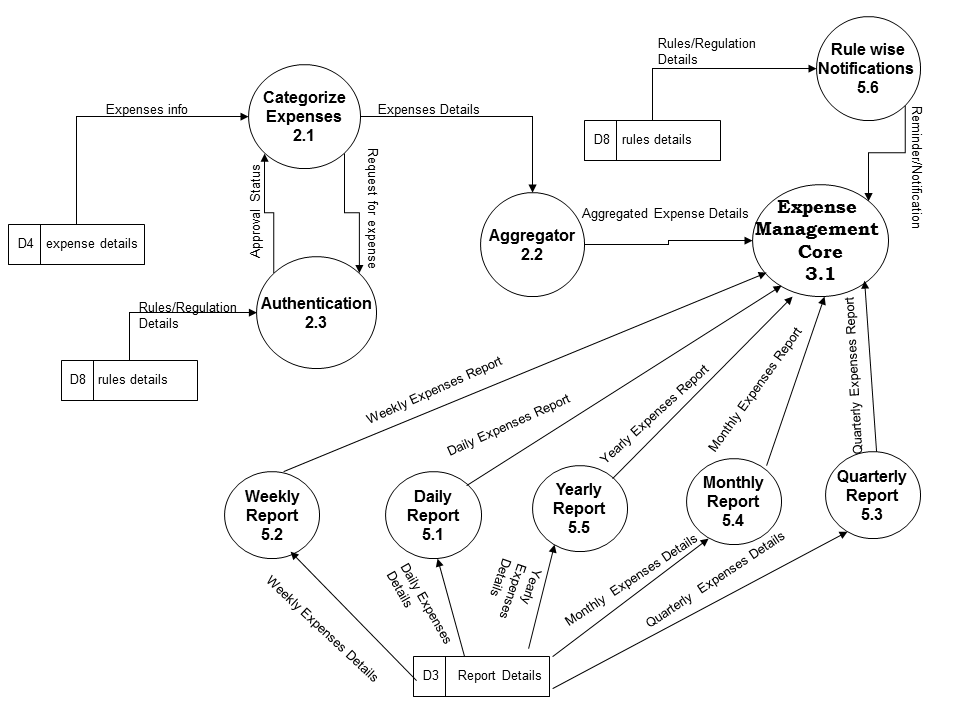 Rules/Regulation
Details
Rule wise
Notifications
5.6
Categorize
Expenses
2.1
Expenses info
Expenses Details
D8 rules details
Reminder/Notification
Approval Status
Request for expense
D4 expense details
Aggregator
2.2
Aggregated Expense Details
Expense
Management
Core
3.1
Authentication
2.3
Rules/Regulation
Details
D8 rules details
Weekly Expenses Report
Daily Expenses Report
Yearly Expenses Report
Monthly Expenses Report
Quarterly Expenses Report
Weekly
Report
5.2
Daily
Report
5.1
Yearly
Report
5.5
Monthly
Report
5.4
Quarterly
Report
5.3
Weekly Expenses Details
Daily Expenses
Details
Yearly
Expenses
Details
Monthly Expenses Details
Quarterly Expenses Details
D3 Report Details